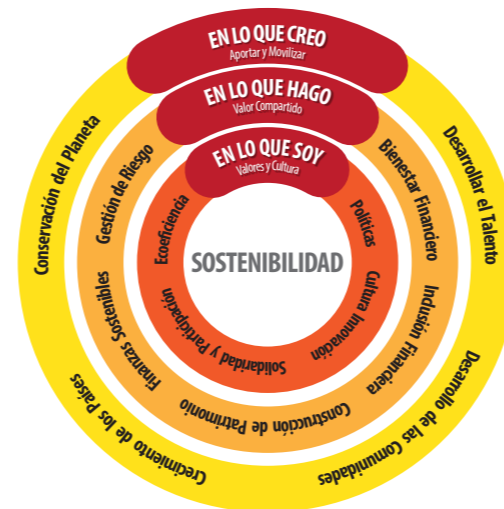 EN LO QUE CREO
Aportar y Movilizar
EN LO QUE HAGO
Valor Compartido
EN LO QUE SOY
Valores y Cultura
SOSTENIBILIDAD
Conservación del Planeta
Desarrollar el Talento
Desarrollo de las Comunidades
Crecimiento de los Países
Gestión de Riesgo
Bienestar Financiero
Inclusión Financiera
Construcción de Patrimonio
Finanzas Sostenibles
Ecoeficiencia
Políticas
Cultura Innovación
Solidaridad y Participación